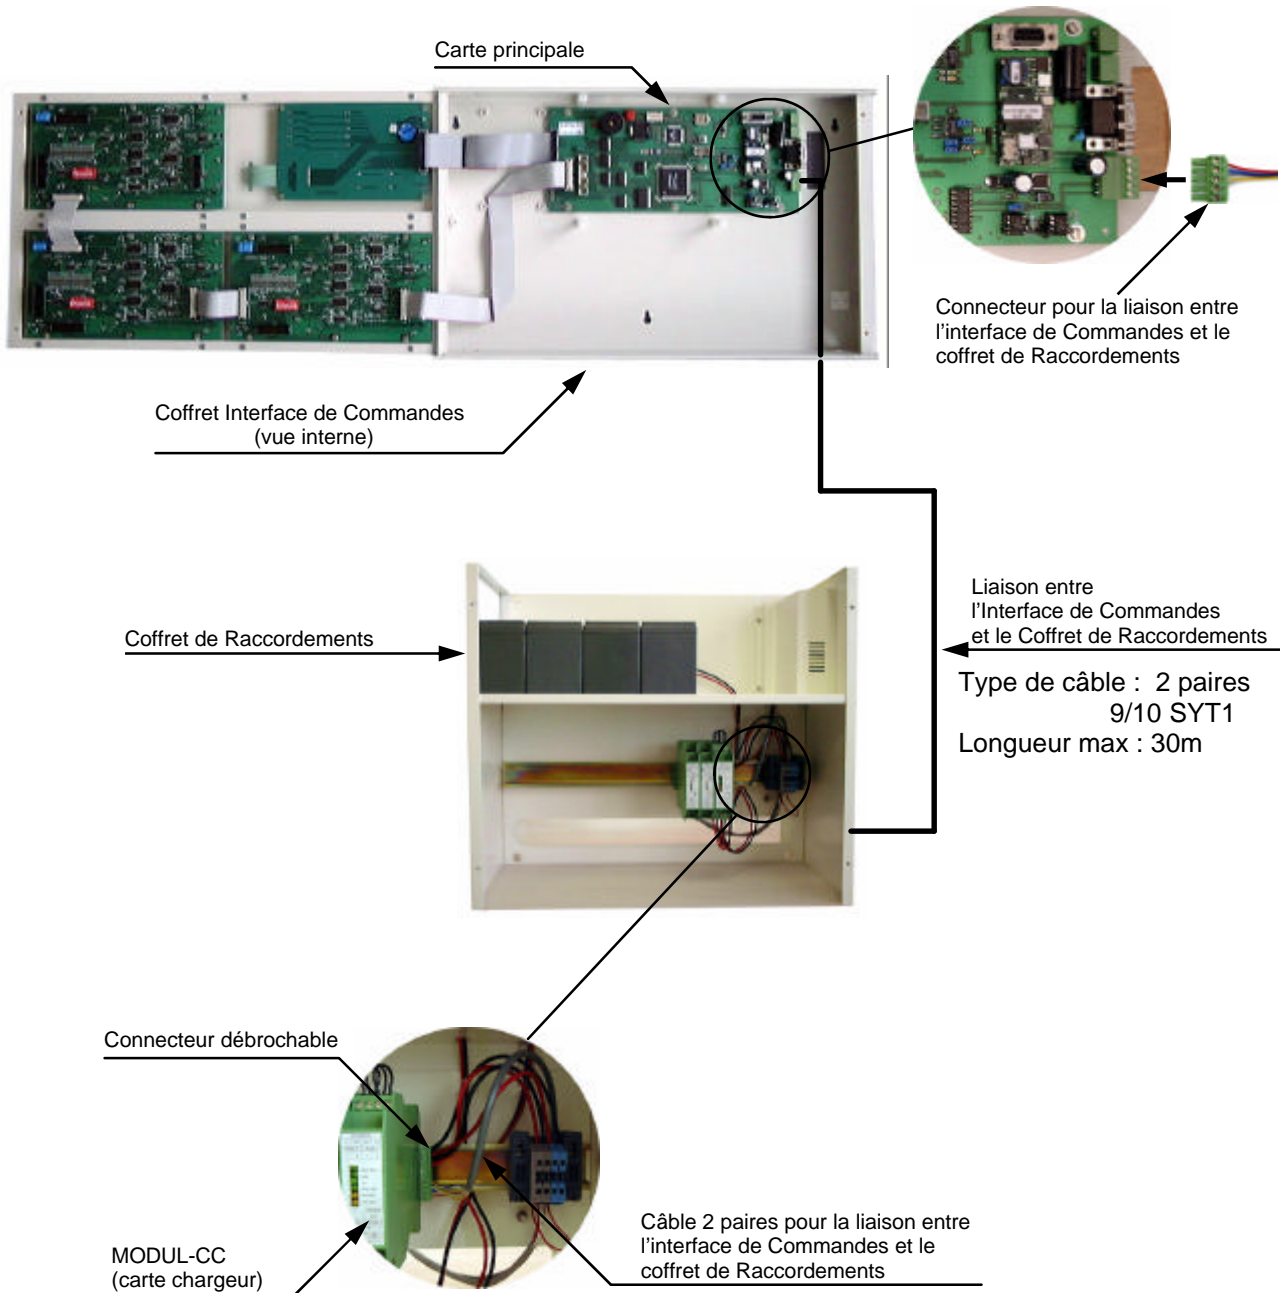 Carte principale
Connecteur pour la liaison entre
l'interface de Commandes et le
coffret de Raccordements
Coffret Interface de Commandes
(vue interne)
Liaison entre
l'Interface de Commandes
et le Coffret de Raccordements
Type de câble : 2 paires
9/10 SYT1
Longueur max : 30m
Coffret de Raccordements
Connecteur débrochable
Câble 2 paires pour la liaison entre
l'interface de Commandes et le
coffret de Raccordements
MODUL-CC
(carte chargeur)